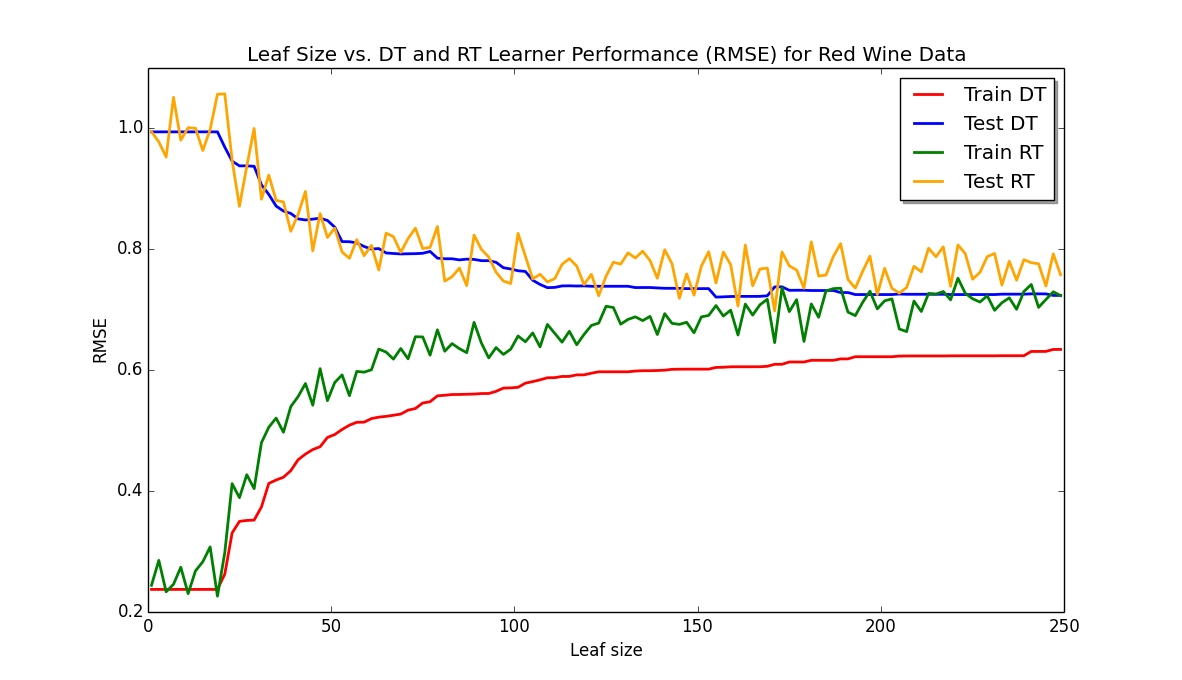 Leaf Size vs. DT and RT Learner Performance (RMSE) for Red Wine Data
Train DT
Test DT
Train RT
Test RT
RMSE
1.0
0.8
0.6
0.4
0.2
0 50 100 150 200 250
Leaf size